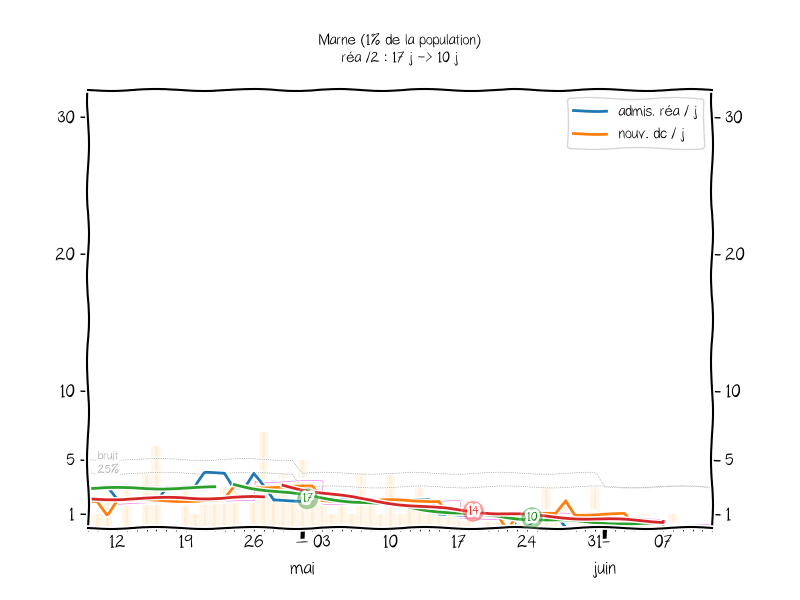 Marne (1% de la population)
réa /2 : 17 j -> 10 j
admis. réa / j
nouv. dc / j
30
30
20
20
10
10
5
5
1
1
bruit
25%
17
14
10
12 19 26 03 10 17 24 31 07
mai juin